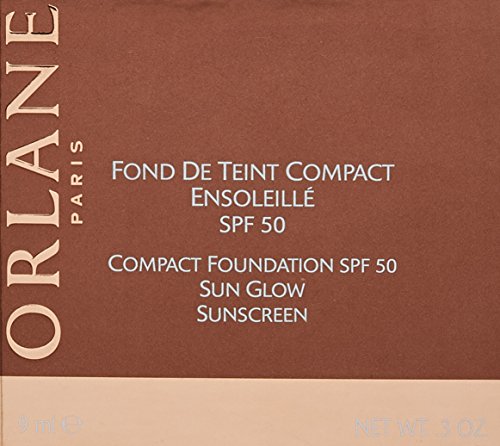 ORLANE
PARIS
FOND DE TEINT COMPACT
ENSOLEILLÉ
SPF 50
COMPACT FOUNDATION SPF 50
SUN GLOW
SUNSCREEN
9 ml ℮
NET WT. .3 OZ.